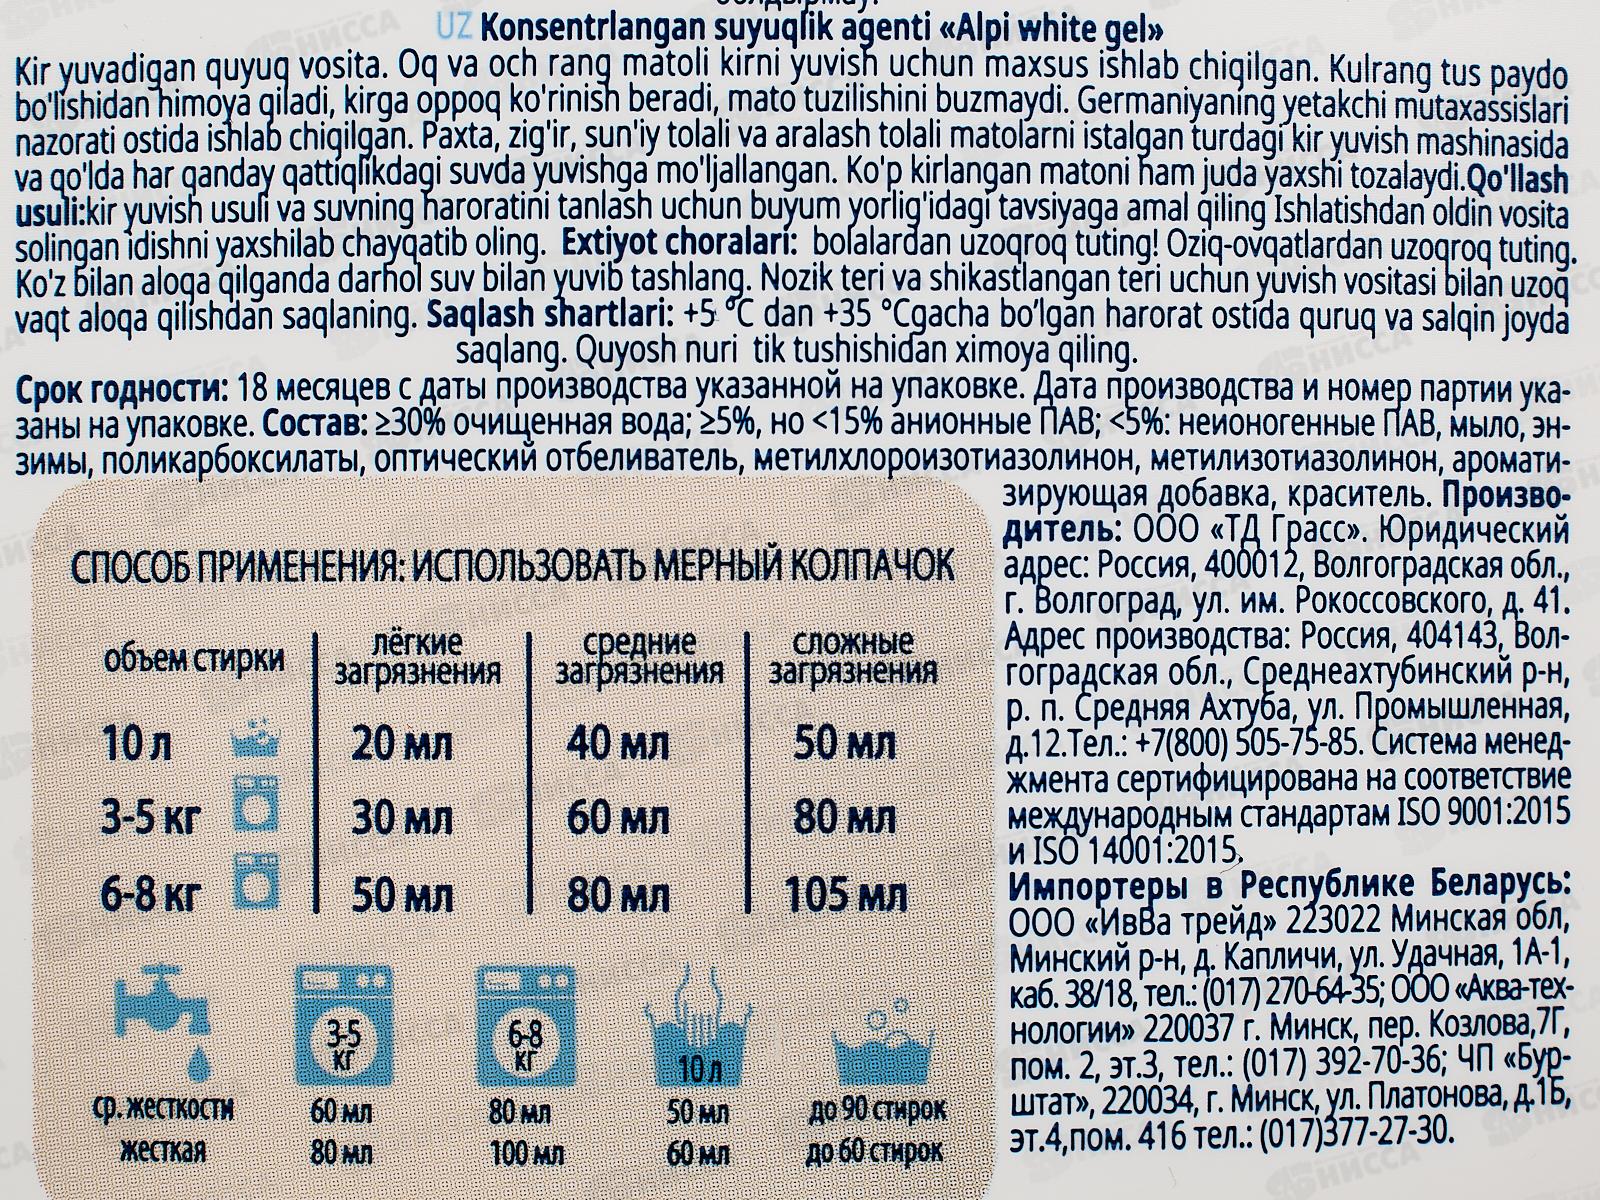 UZ Konsentrlangan suyuqlik agenti «Alpi white gel»
Kir yuvadigan quyuq vosita. Oq va och rang matoli kirni yuvish uchun maxsus ishlab chiqilgan. Kulrang tus paydo
bo'lishidan himoya qiladi, kirga oppoq ko'rinish beradi, mato tuzilishini buzmaydi. Germaniyaning yetakchi mutaxassislari
nazorati ostida ishlab chiqilgan. Paxta, zig'ir, sun'iy tolali va aralash tolali matolarni istalgan turdagi kir yuvish mashinasida
va qo'lda har qanday qattiqlikdagi suvda yuvishga mo'ljallangan. Ko'p kirlangan matoni ham juda yaxshi tozalaydi.Qo'llash
usuli:kir yuvish usuli va suvning haroratini tanlash uchun buyum yorlig'idagi tavsiyaga amal qiling Ishlatishdan oldin vosita
solingan idishni yaxshilab chayqatib oling. Extiyot choralari: bolalardan uzoqroq tuting! Oziq-ovqatlardan uzoqroq tuting.
Ko'z bilan aloqa qilganda darhol suv bilan yuvib tashlang. Nozik teri va shikastlangan teri uchun yuvish vositasi bilan uzoq
vaqt aloqa qilishdan saqlaning. Saqlash shartlari: +5 °C dan +35 °Cgacha bo’lgan harorat ostida quruq va salqin joyda
saqlang. Quyosh nuri tik tushishidan ximoya qiling.
Срок годности: 18 месяцев с даты производства указанной на упаковке. Дата производства и номер партии ука-
заны на упаковке. Состав: ≥30% очищенная вода; ≥5%, но <15% анионные ПАВ; <5%: неионогенные ПАВ, мыло, эн-
зимы, поликарбоксилаты, оптический отбеливатель, метилхлороизотиазолинон, метилизотиазолинон, аромати-
зирующая добавка, краситель. Произво-
дитель: ООО «ТД Грасс». Юридический
адрес: Россия, 400012, Волгоградская обл.,
г. Волгоград, ул. им. Рокоссовского, д. 41.
Адрес производства: Россия, 404143, Вол-
гоградская обл., Среднеахтубинский р-н,
р. п. Средняя Ахтуба, ул. Промышленная,
д.12.Тел.: +7(800) 505-75-85. Система менед-
жмента сертифицирована на соответствие
международным стандартам ISO 9001:2015
и ISO 14001:2015.
Импортеры в Республике Беларусь:
ООО «ИвВа трейд» 223022 Минская обл,
Минский р-н, д. Капличи, ул. Удачная, 1А-1,
каб. 38/18, тел.: (017) 270-64-35; ООО «Аква-тех-
нологии» 220037 г. Минск, пер. Козлова,7Г,
пом. 2, эт.3, тел.: (017) 392-70-36; ЧП «Бур-
штат», 220034, г. Минск, ул. Платонова, д.1Б,
эт.4,пом. 416 тел.: (017)377-27-30.
СПОСОБ ПРИМЕНЕНИЯ: ИСПОЛЬЗОВАТЬ МЕРНЫЙ КОЛПАЧОК
объем стирки лёгкие загрязнения средние загрязнения сложные загрязнения
10 л 20 мл 40 мл 50 мл
3-5 кг 30 мл 60 мл 80 мл
6-8 кг 50 мл 80 мл 105 мл
3-5 кг 6-8 кг 10 л
ср. жесткости 60 мл 80 мл 50 мл до 90 стирок
жесткая 80 мл 100 мл 60 мл до 60 стирок